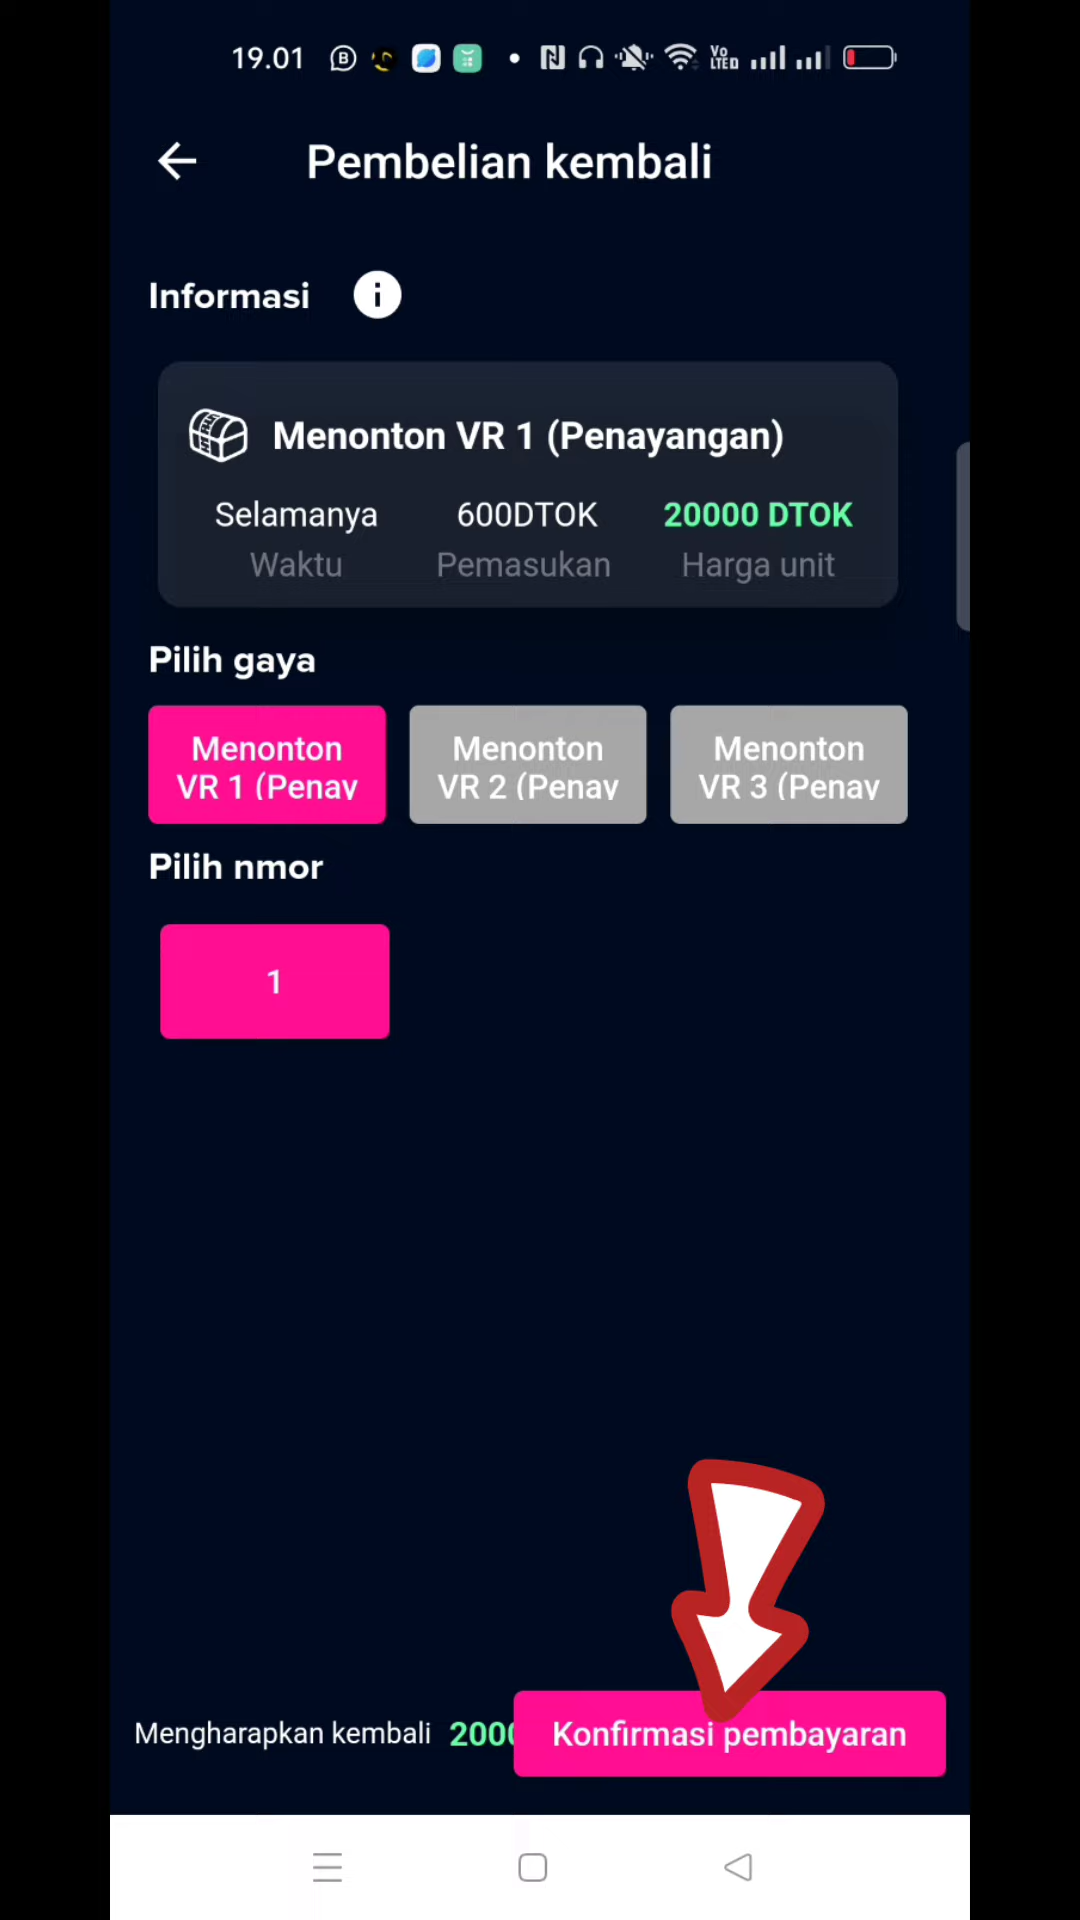 19.01
Pembelian kembali
Informasi
Menonton VR 1 (Penayangan)
Selamanya 600DTOK 20000 DTOK
Waktu Pemasukan Harga unit
Pilih gaya
Menonton VR 1 (Penay
Menonton VR 2 (Penay
Menonton VR 3 (Penay
Pilih nmor
1
Mengharapkan kembali 2000
Konfirmasi pembayaran